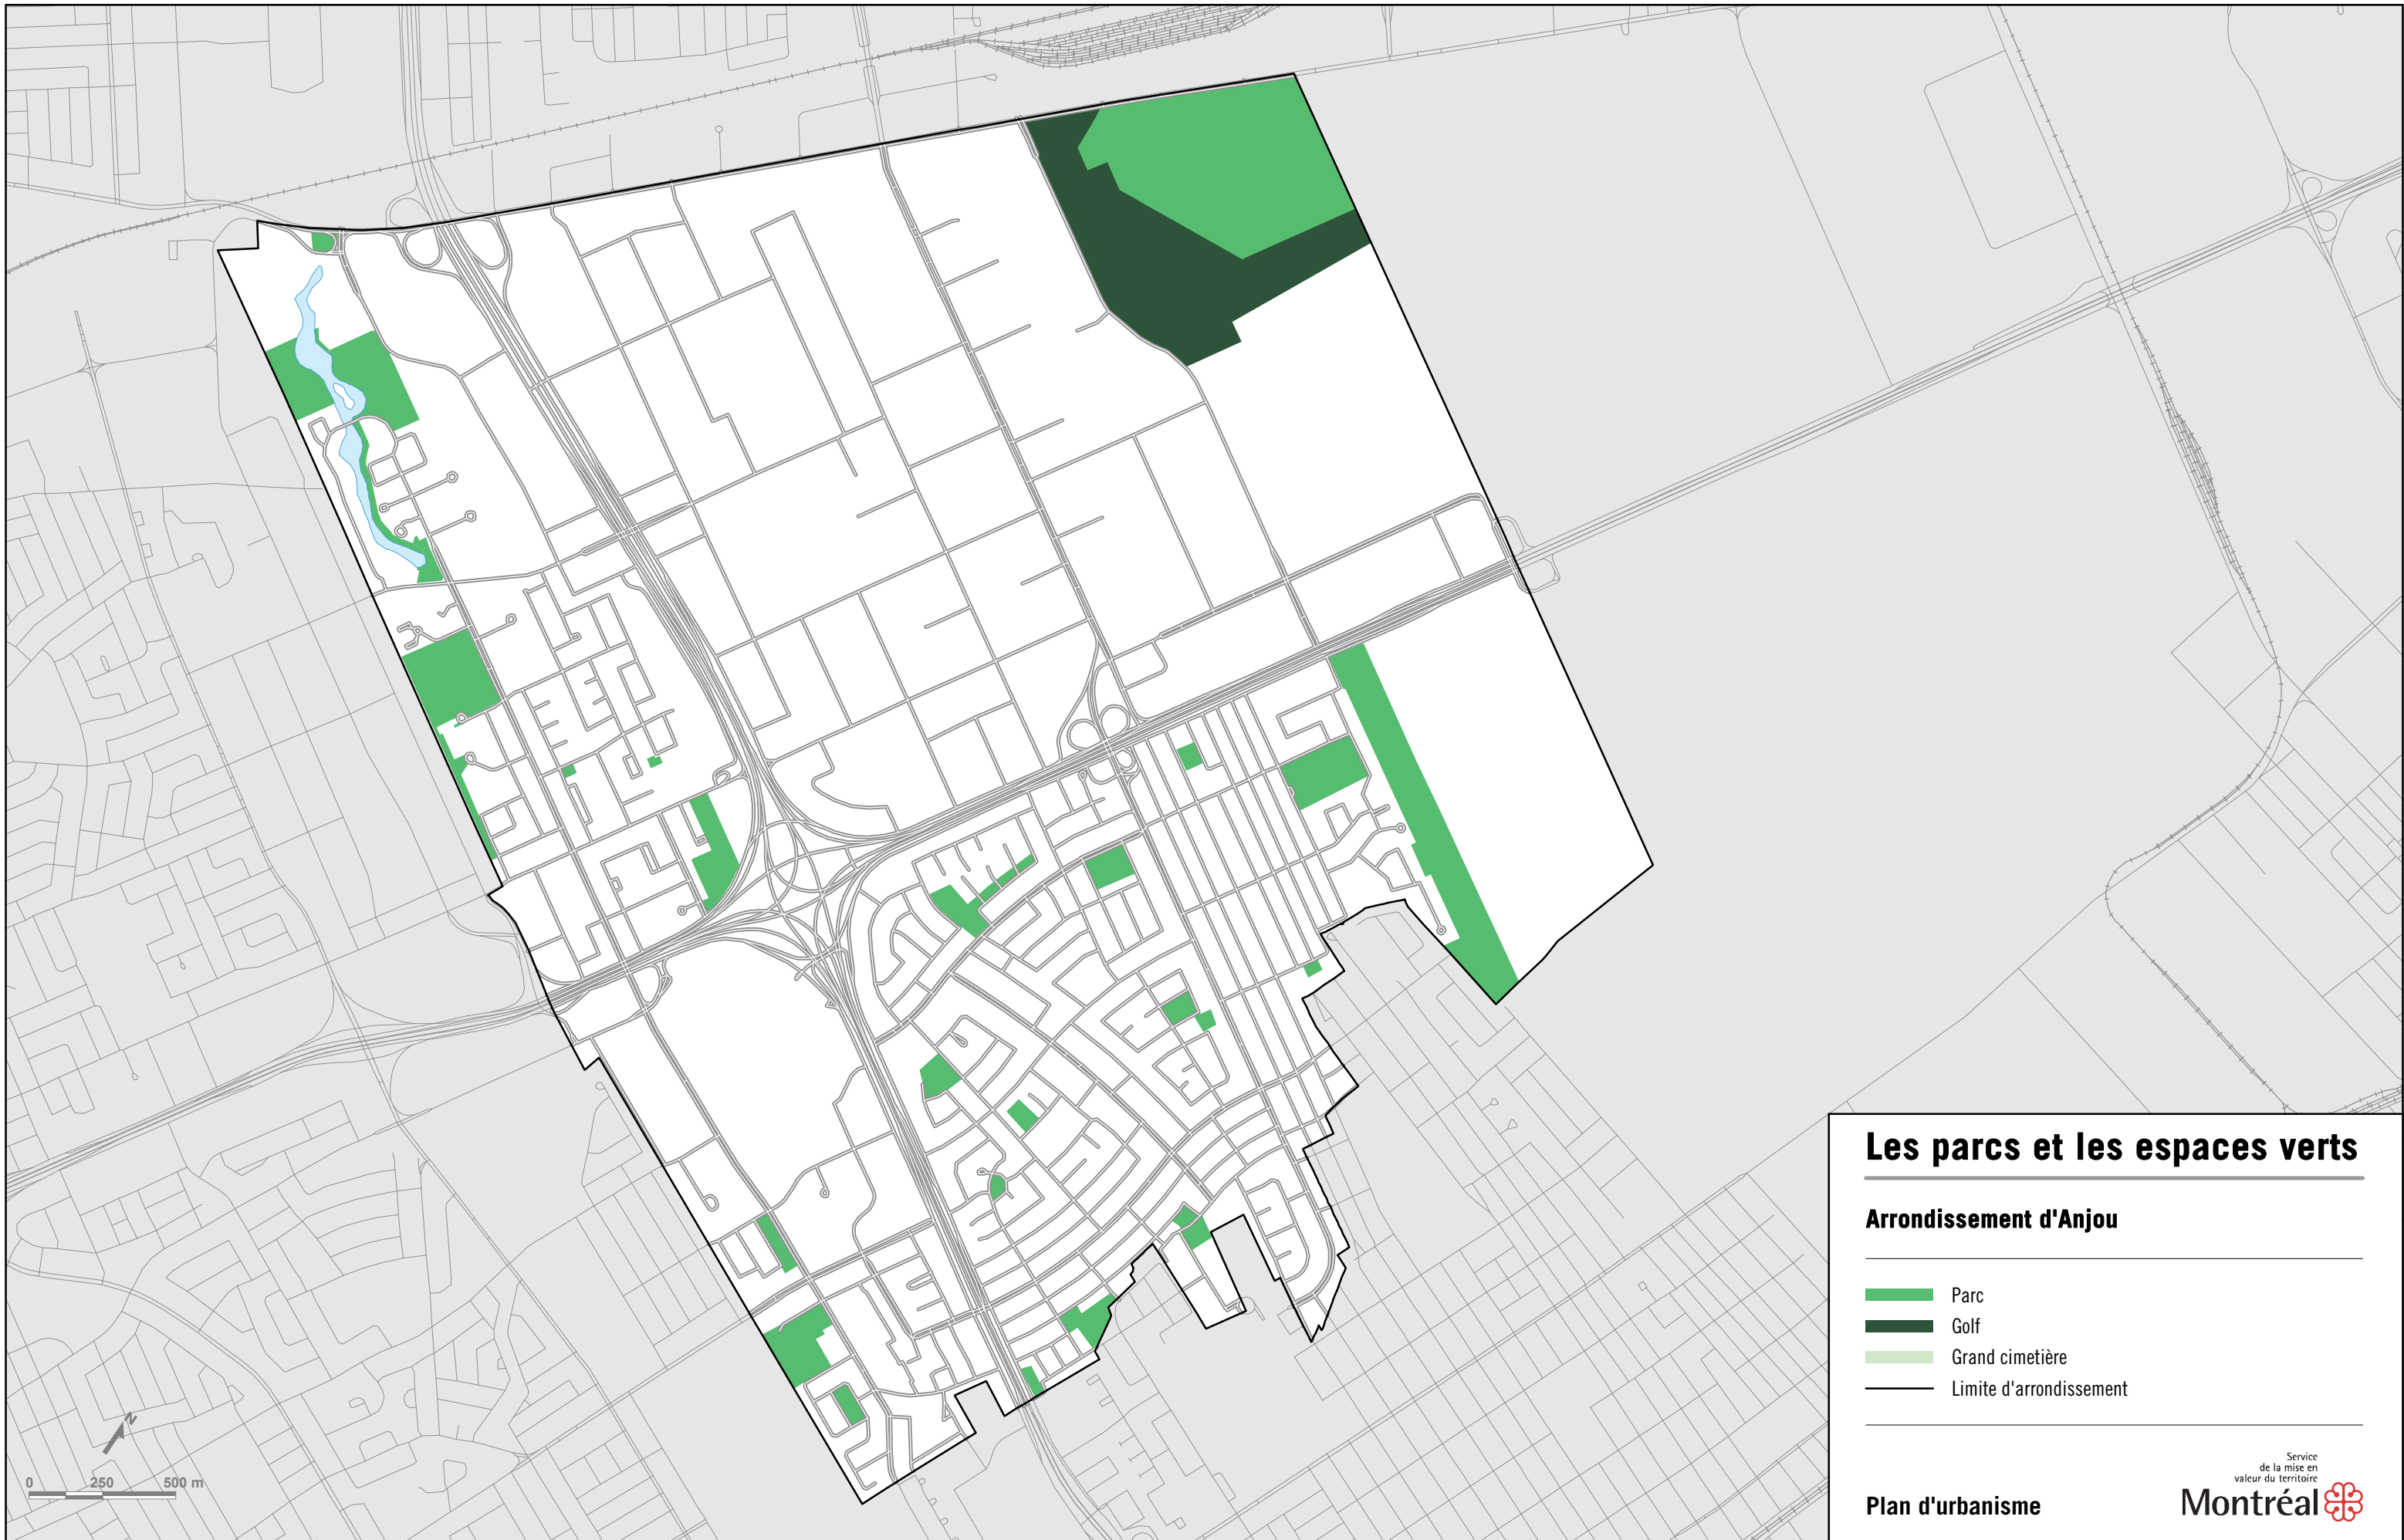 Les parcs et les espaces verts
Arrondissement d'Anjou
Parc
Golf
Grand cimetière
Limite d'arrondissement
Service
de la mise en
valeur du territoire
Plan d'urbanisme
Montréal
N
0 250 500 m